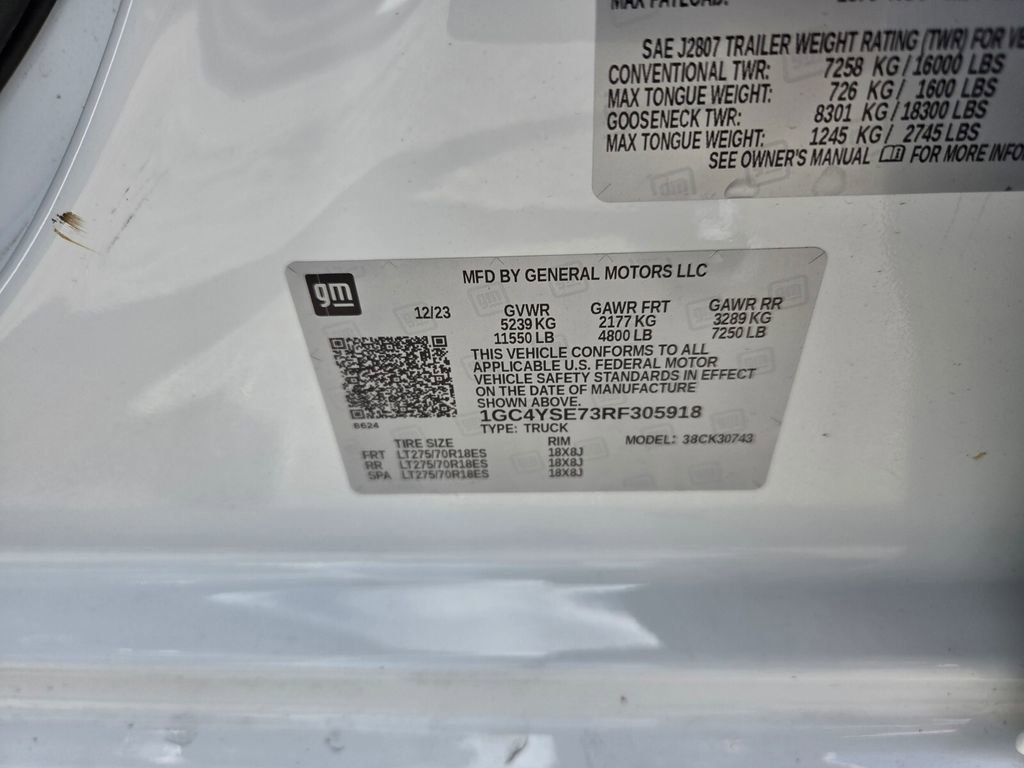 MAX PAYLOAD:
SAE J2807 TRAILER WEIGHT RATING (TWR) FOR
CONVENTIONAL TWR: 7258 KG / 16000 LBS
MAX TONGUE WEIGHT: 726 KG / 1600 LBS
GOOSENECK TWR: 8301 KG / 18300 LBS
MAX TONGUE WEIGHT: 1245 KG / 2745 LBS
SEE OWNER'S MANUAL FOR MORE
gm
MFD BY GENERAL MOTORS LLC
12/23 GVWR GAWR FRT GAWR RR
5239 KG 2177 KG 3289 KG
11550 LB 4800 LB 7250 LB
THIS VEHICLE CONFORMS TO ALL
APPLICABLE U.S. FEDERAL MOTOR
VEHICLE SAFETY STANDARDS IN EFFECT
ON THE DATE OF MANUFACTURE
SHOWN ABOVE.
1GC4YSE73RF305918
8624
TYPE: TRUCK
MODEL: 38CK30743
TIRE SIZE RIM
FRT LT275/70R18ES 18X8J
RR LT275/70R18ES 18X8J
SPA LT275/70R18ES 18X8J